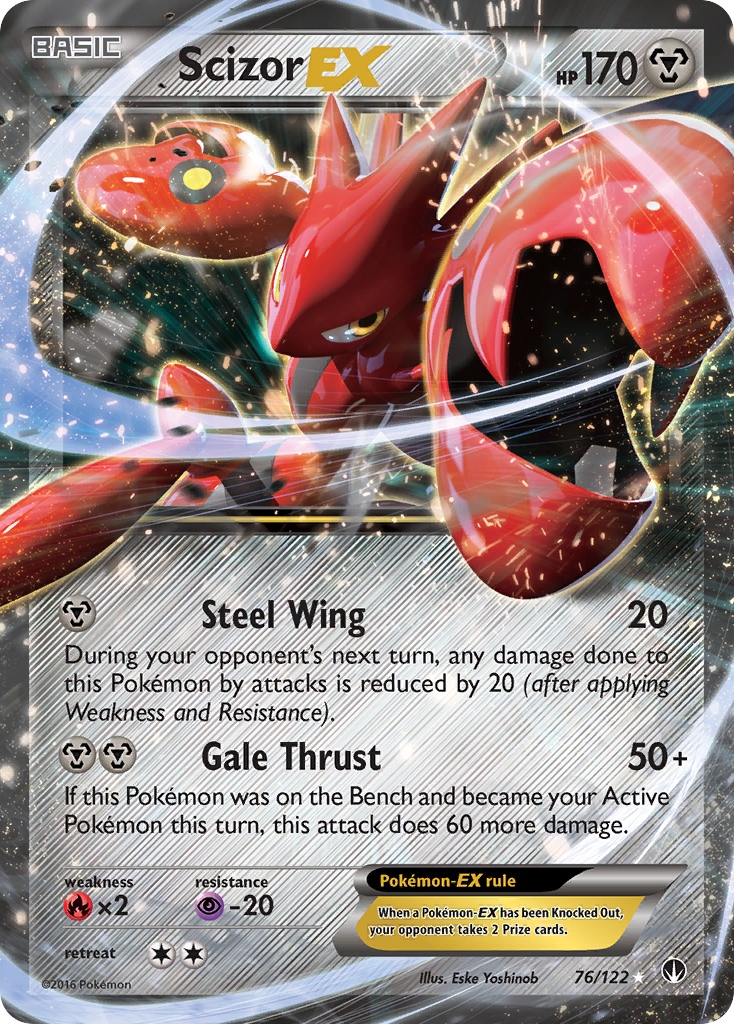 BASIC
Scizor EX
HP 170
Steel Wing 20
During your opponent's next turn, any damage done to
this Pokémon by attacks is reduced by 20 (after applying
Weakness and Resistance).
Gale Thrust 50+
If this Pokémon was on the Bench and became your Active
Pokémon this turn, this attack does 60 more damage.
weakness resistance
×2 -20
Pokémon-EX rule
When a Pokémon-EX has been Knocked Out,
your opponent takes 2 Prize cards.
retreat
©2016 Pokémon
Illus. Eske Yoshinob
76/122